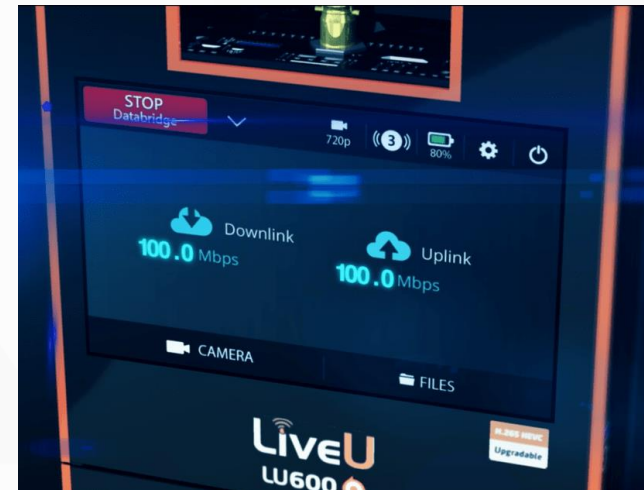 STOP
Databridge
720p
3
80%
Downlink
100.0 Mbps
Uplink
100.0 Mbps
CAMERA
FILES
H.265 HEVC
Upgradable
LiveU
LU600